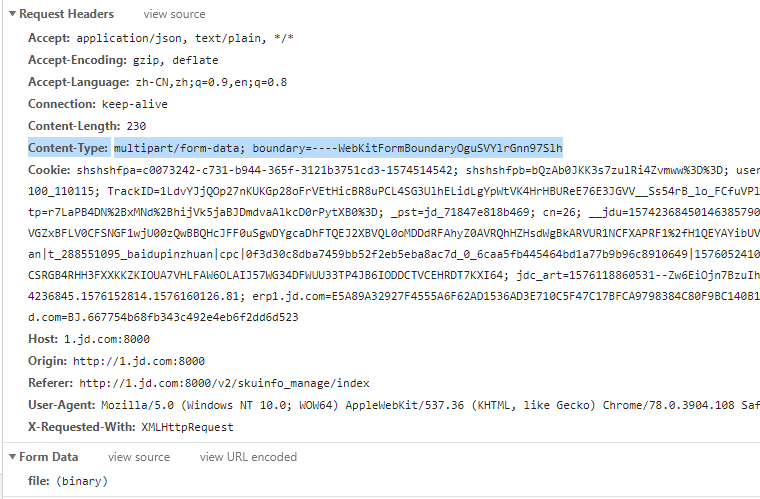 Request Headers view source
Accept: application/json, text/plain, */*
Accept-Encoding: gzip, deflate
Accept-Language: zh-CN,zh;q=0.9,en;q=0.8
Connection: keep-alive
Content-Length: 230
Content-Type: multipart/form-data; boundary=----WebKitFormBoundaryOguSVYlrGnn97Slh
Cookie: shshshfpa=c0073242-c731-b944-365f-3121b3751cd3-1574514542; shshshfpb=bQzAb0JKK3s7zulRi4Zvmww%3D%3D; user
100_110115; TrackID=1LdvYJjQOp27nKUKGp28oFrVEtHicBR8uPCL4SG3UlhELidLgYpWtVK4HrHBUReE76E3JGVV__Ss54rB_lo_FCfuVPl
tp=r7LaPB4DN%2BxMNd%2BhijVk5jaBJDmdvaAlkcD0rPytXB0%3D; _pst=jd_71847e818b469; cn=26; __jdu=15742368450146385790
VGZxBFLV0CFSNGF1wjU00zQwBBQHcJFF0uSgwDYgcaDhFTQEJ2XBVQL0oMDDdRFAhyZ0AVRQhHZHsdWgBkARVUR1NCFXAPRF1%2fH1QEYAYibUV
an|t_288551095_baidupinzhuan|cpc|0f3d30c8dba7459bb52f2eb5eba8ac7d_0_6caa5fb445464bd1a77b9b96c8910649|1576052410
CSRGB4RHH3FXXKKZKIOUA7VHLFAW6OLAIJ57WG34DFWUU33TP4JB6IODDCTVCEHRDT7KXI64; jdc_art=1576118860531--Zw6EiOjn7BzuIh
4236845.1576152814.1576160126.81; erp1.jd.com=E5A89A32927F4555A6F62AD1536AD3E710C5F47C17BFCA9798384C80F9BC140B1
d.com=BJ.667754b68fb343c492e4eb6f2dd6d523
Host: 1.jd.com:8000
Origin: http://1.jd.com:8000
Referer: http://1.jd.com:8000/v2/skuinfo_manage/index
User-Agent: Mozilla/5.0 (Windows NT 10.0; WOW64) AppleWebKit/537.36 (KHTML, like Gecko) Chrome/78.0.3904.108 Saf
X-Requested-With: XMLHttpRequest
Form Data view source view URL encoded
file: (binary)